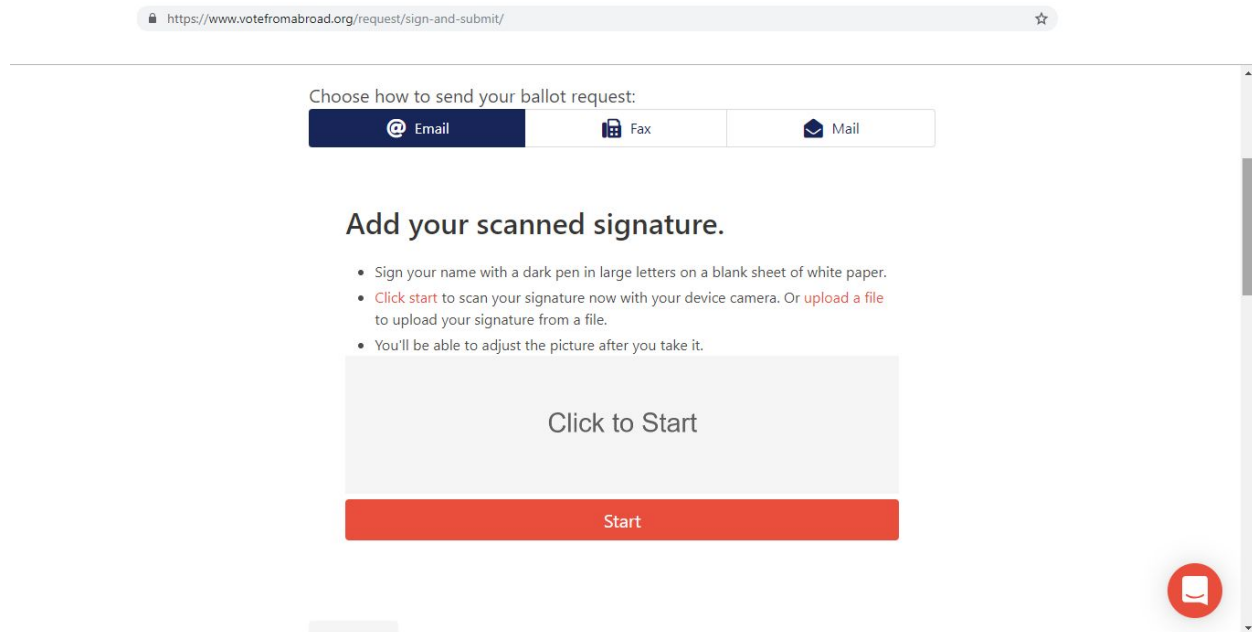 https://www.votefromabroad.org/request/sign-and-submit/
Choose how to send your ballot request:
@ Email Fax Mail
Add your scanned signature.
• Sign your name with a dark pen in large letters on a blank sheet of white paper.
• Click start to scan your signature now with your device camera. Or upload a file
to upload your signature from a file.
• You'll be able to adjust the picture after you take it.
Click to Start
Start